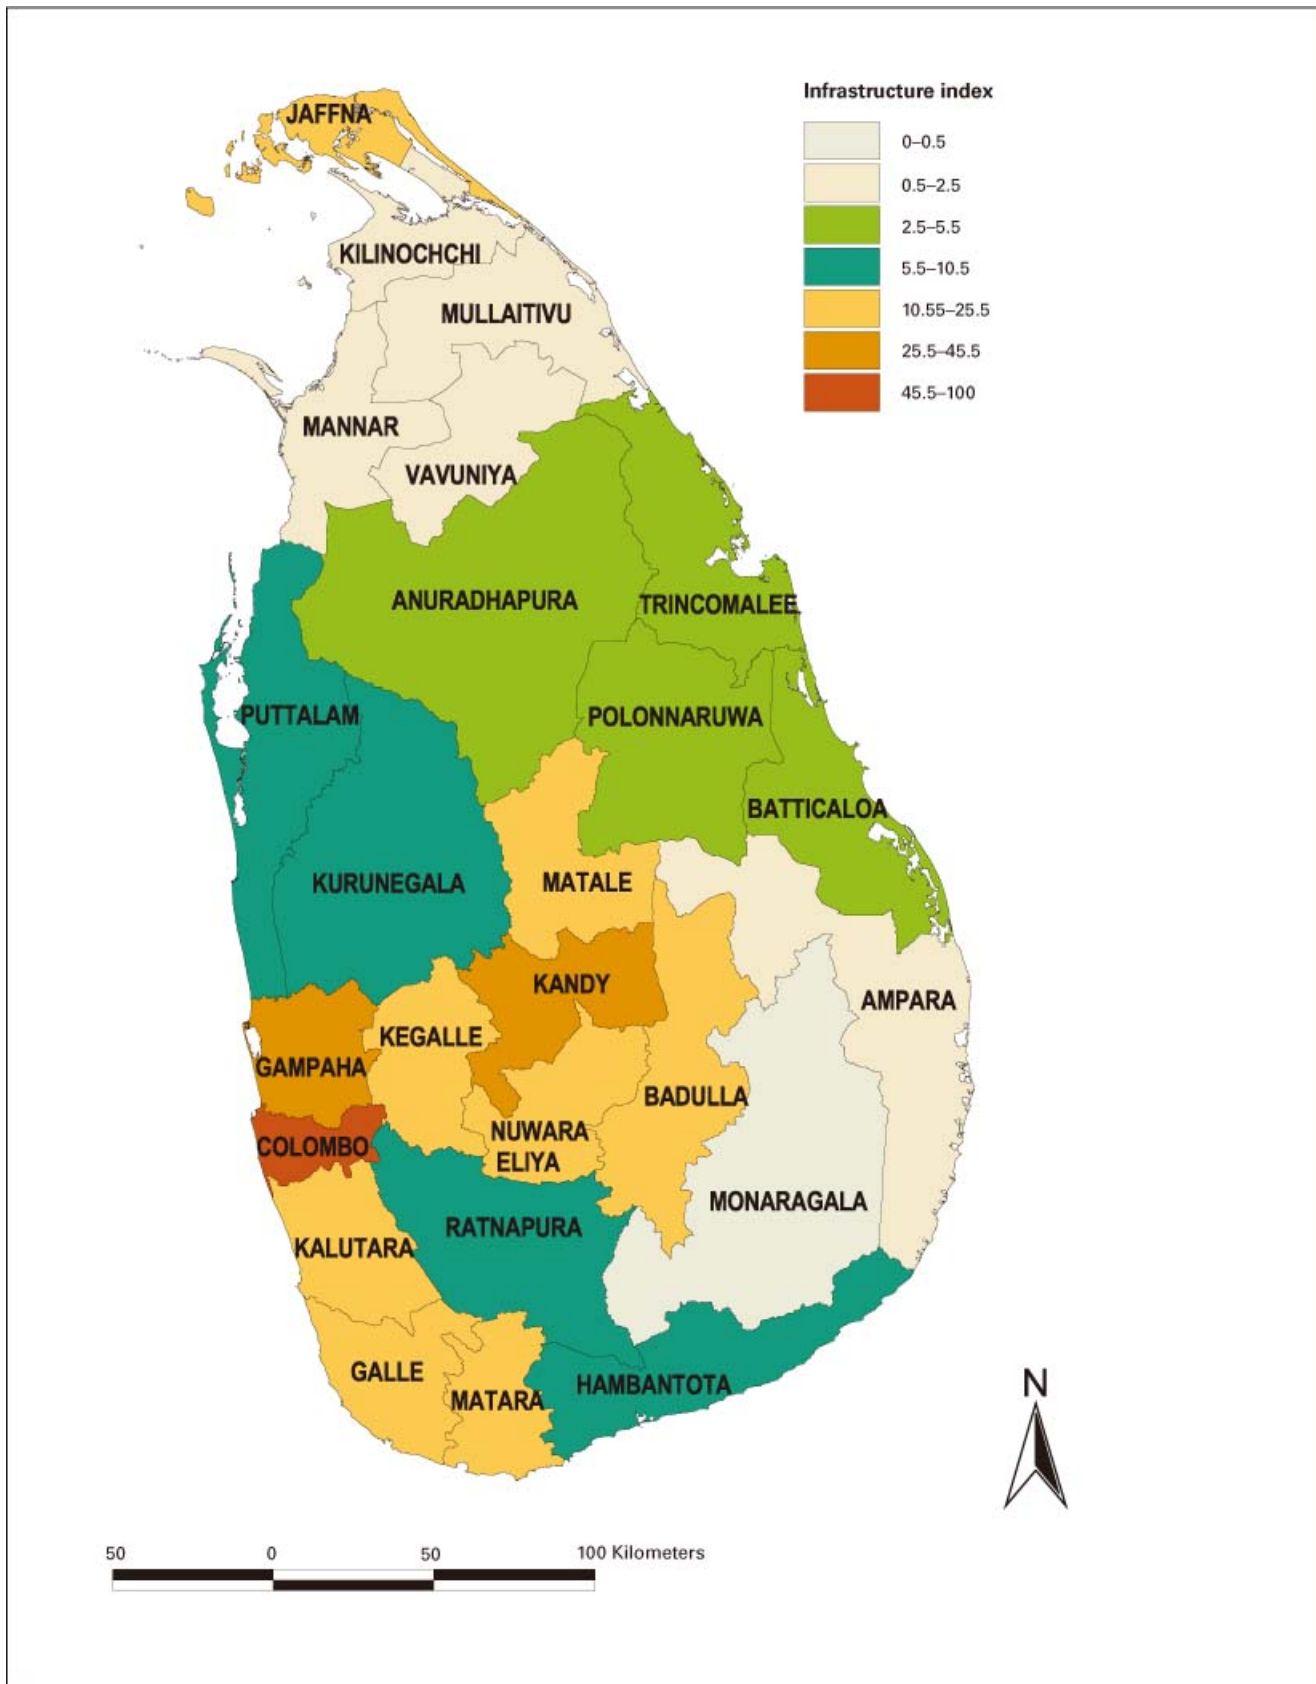 Infrastructure index
0–0.5
0.5–2.5
2.5–5.5
5.5–10.5
10.55–25.5
25.5–45.5
45.5–100
JAFFNA
KILINOCHCHI
MULLAITIVU
MANNAR
VAVUNIYA
ANURADHAPURA
TRINCOMALEE
PUTTALAM
POLONNARUWA
BATTICALOA
KURUNEGALA
MATALE
KANDY
AMPARA
KEGALLE
GAMPAHA
BADULLA
NUWARA
ELIYA
COLOMBO
MONARAGALA
RATNAPURA
KALUTARA
GALLE
MATARA
HAMBANTOTA
N
50 0 50 100 Kilometers